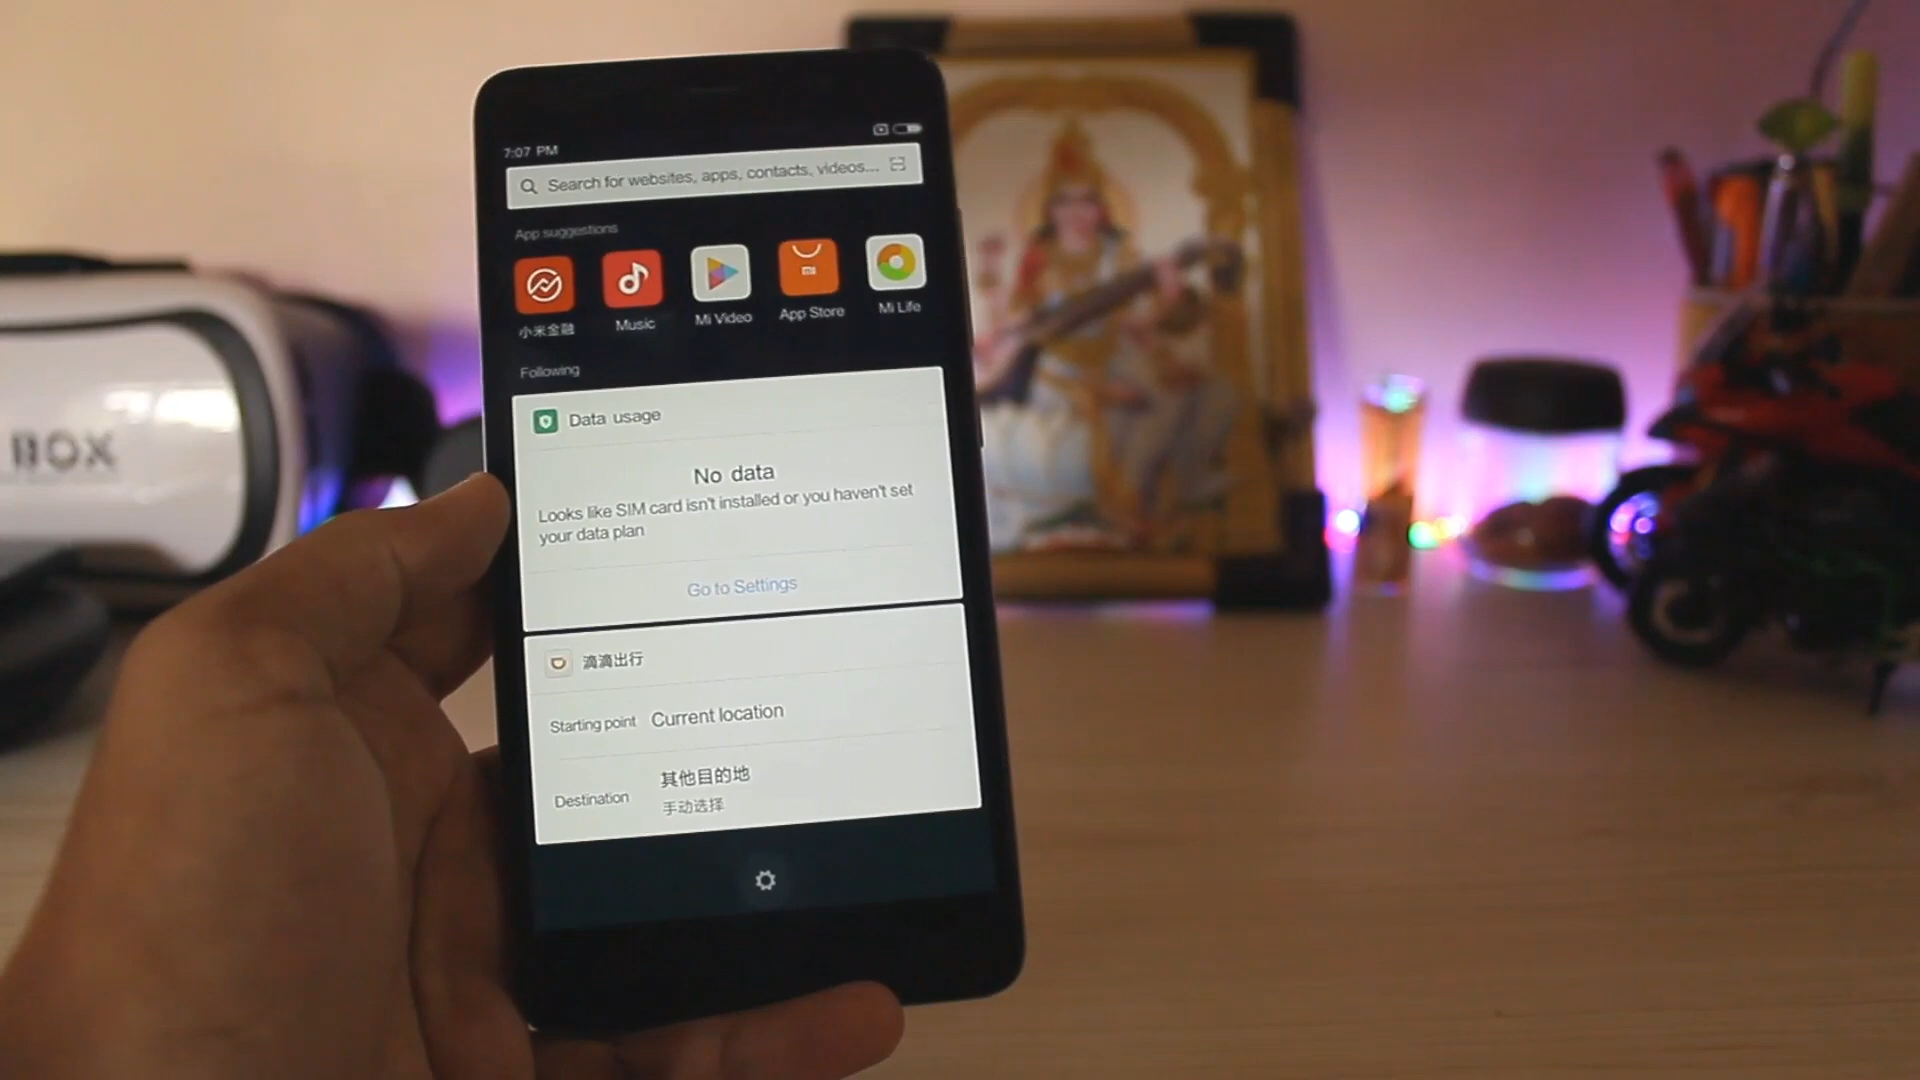 7:07 PM
Search for websites, apps, contacts, videos...
App suggestions
小米金融
Music
Mi Video
mi
App Store
Mi Life
Following
Data usage
No data
Looks like SIM card isn't installed or you haven't set
your data plan
Go to Settings
滴滴出行
Starting point Current location
其他目的地
Destination
手动选择
BOX